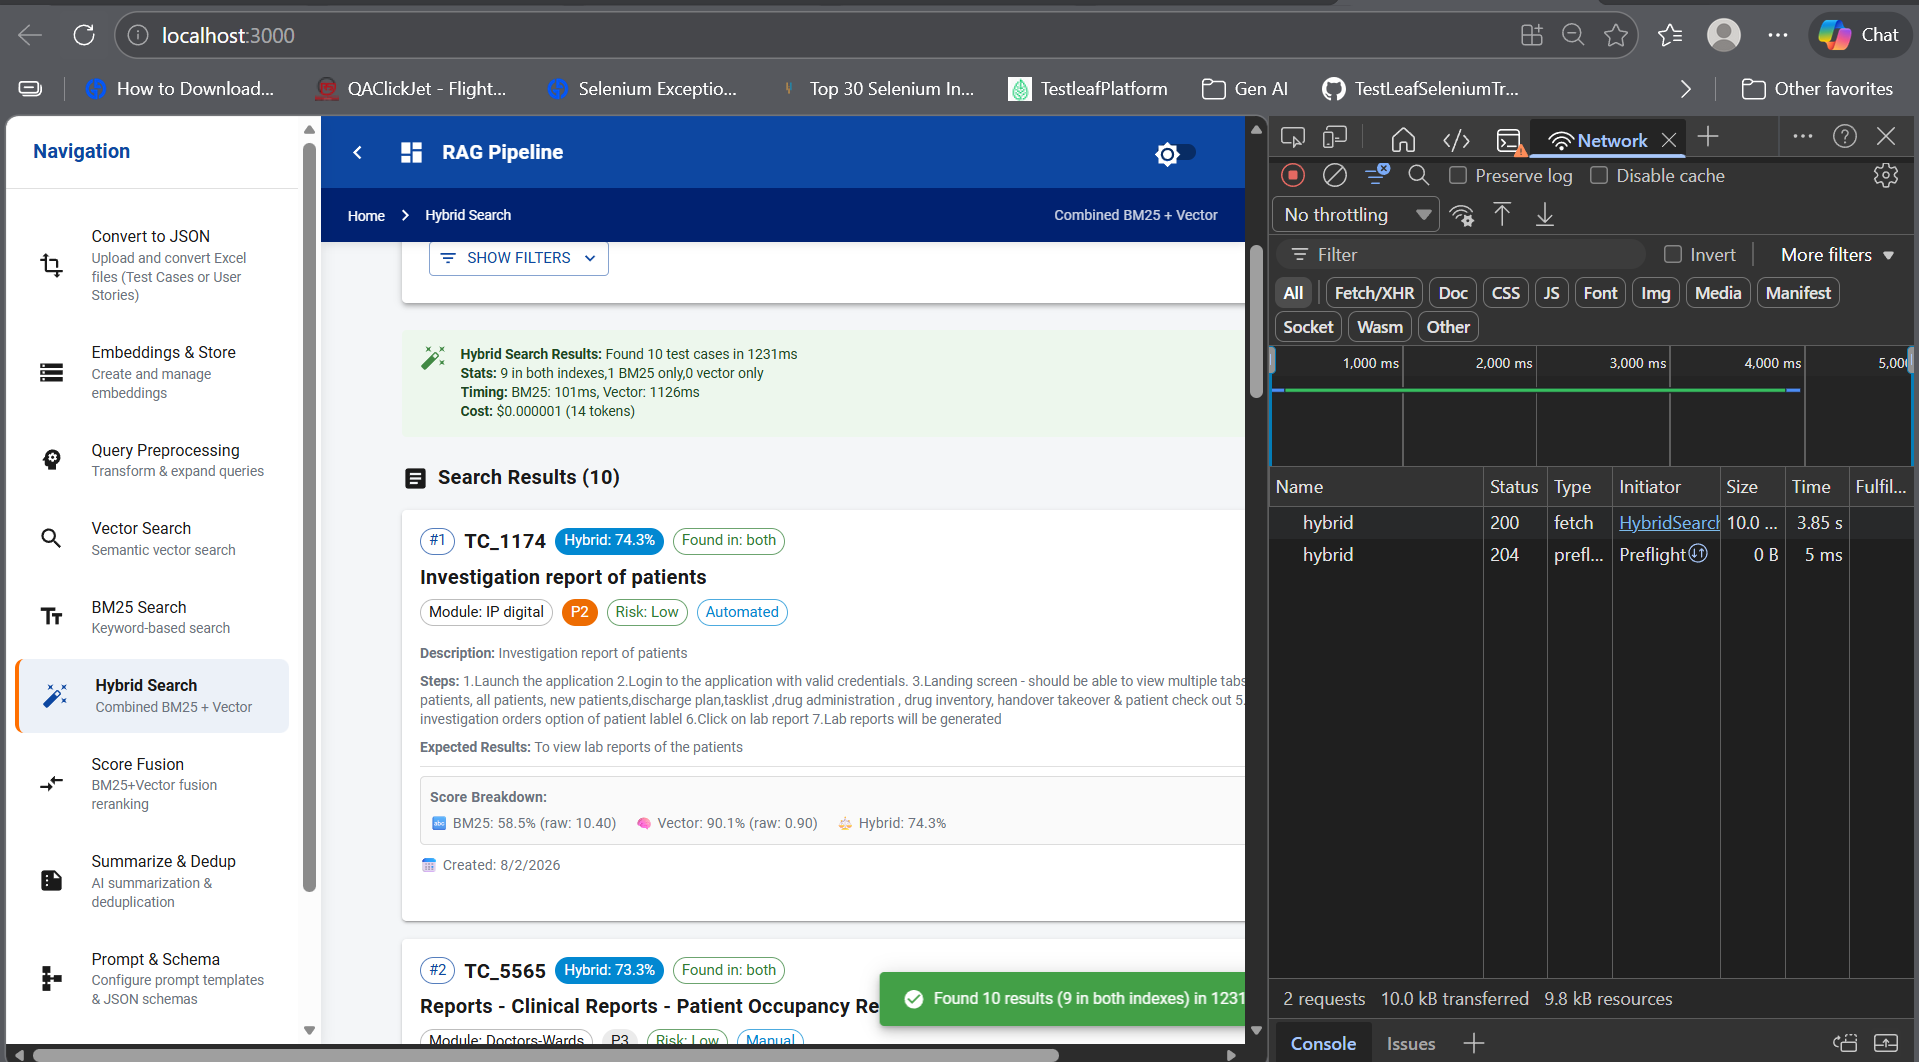 localhost:3000
Chat
How to Download...
QAClickJet - Flight...
Selenium Exceptio...
Top 30 Selenium In...
TestleafPlatform
Gen AI
TestLeafSeleniumTr...
Other favorites
Navigation
Convert to JSON
Upload and convert Excel
files (Test Cases or User
Stories)
Embeddings & Store
Create and manage
embeddings
Query Preprocessing
Transform & expand queries
Vector Search
Semantic vector search
BM25 Search
Keyword-based search
Hybrid Search
Combined BM25 + Vector
Score Fusion
BM25+Vector fusion
reranking
Summarize & Dedup
AI summarization &
deduplication
Prompt & Schema
Configure prompt templates
& JSON schemas
RAG Pipeline
Home
Hybrid Search
Combined BM25 + Vector
SHOW FILTERS
Hybrid Search Results: Found 10 test cases in 1231ms
Stats: 9 in both indexes,1 BM25 only,0 vector only
Timing: BM25: 101ms, Vector: 1126ms
Cost: $0.000001 (14 tokens)
Search Results (10)
#1 TC_1174 Hybrid: 74.3% Found in: both
Investigation report of patients
Module: IP digital P2 Risk: Low Automated
Description: Investigation report of patients
Steps: 1.Launch the application 2.Login to the application with valid credentials. 3.Landing screen - should be able to view multiple tabs
patients, all patients, new patients,discharge plan,tasklist ,drug administration , drug inventory, handover takeover & patient check out 5.
investigation orders option of patient lablel 6.Click on lab report 7.Lab reports will be generated
Expected Results: To view lab reports of the patients
Score Breakdown:
abc BM25: 58.5% (raw: 10.40) Vector: 90.1% (raw: 0.90) Hybrid: 74.3%
Created: 8/2/2026
#2 TC_5565 Hybrid: 73.3% Found in: both
Reports - Clinical Reports - Patient Occupancy Re
Module: Doctors-Wards P3 Risk: Low Manual
Found 10 results (9 in both indexes) in 1231
Network
Preserve log
Disable cache
No throttling
Filter
Invert
More filters
All Fetch/XHR Doc CSS JS Font Img Media Manifest
Socket Wasm Other
1,000 ms 2,000 ms 3,000 ms 4,000 ms 5,00
Name Status Type Initiator Size Time Fulfil...
hybrid 200 fetch HybridSearch 10.0 ... 3.85 s
hybrid 204 prefl... Preflight 0 B 5 ms
2 requests 10.0 kB transferred 9.8 kB resources
Console Issues